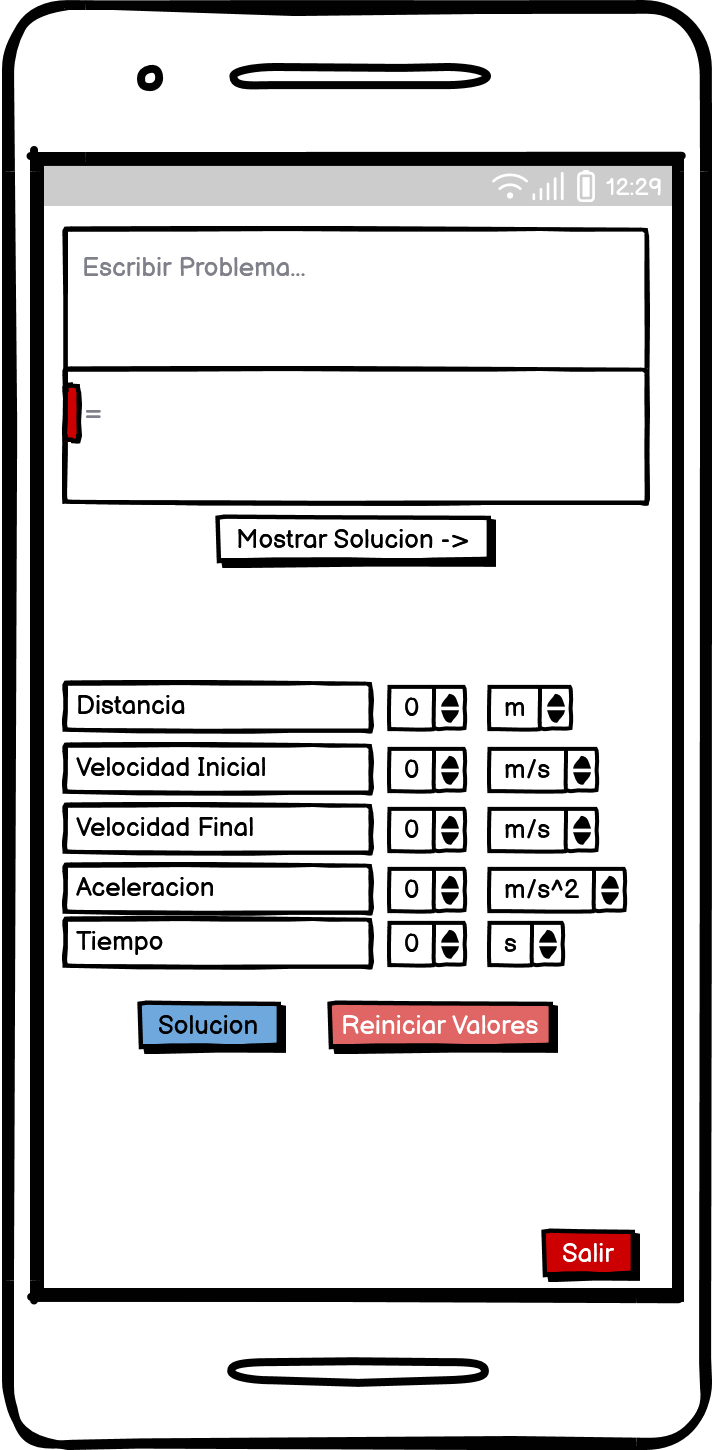 12:29
Escribir Problema...
=
Mostrar Solucion ->
Distancia 0 m
Velocidad Inicial 0 m/s
Velocidad Final 0 m/s
Aceleracion 0 m/s^2
Tiempo 0 s
Solucion Reiniciar Valores
Salir